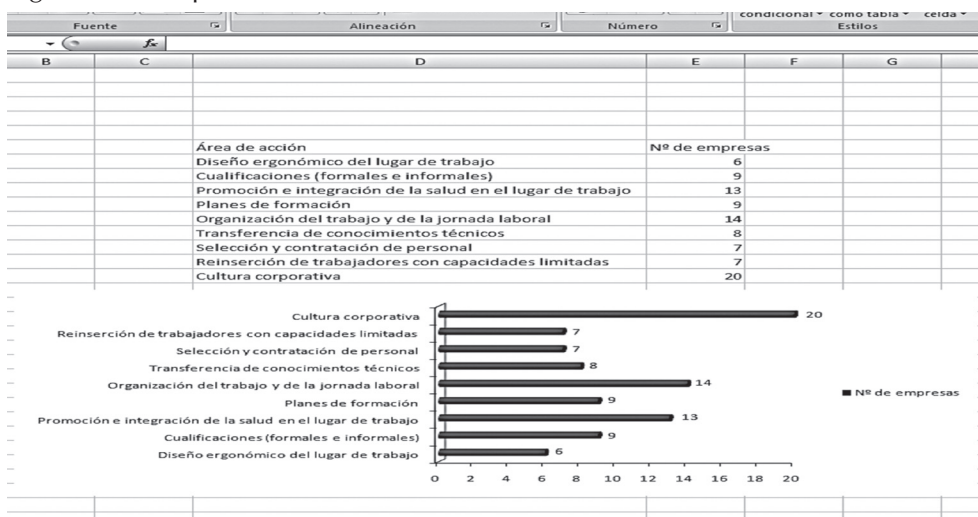 condicional como tabla celda
Fuente Alineación Número Estilos
fx
B C D E F G
Área de acción Nº de empresas
Diseño ergonómico del lugar de trabajo 6
Cualificaciones (formales e informales) 9
Promoción e integración de la salud en el lugar de trabajo 13
Planes de formación 9
Organización del trabajo y de la jornada laboral 14
Transferencia de conocimientos técnicos 8
Selección y contratación de personal 7
Reinserción de trabajadores con capacidades limitadas 7
Cultura corporativa 20
Cultura corporativa 20
Reinserción de trabajadores con capacidades limitadas 7
Selección y contratación de personal 7
Transferencia de conocimientos técnicos 8
Organización del trabajo y de la jornada laboral 14
Nº de empresas
Planes de formación 9
Promoción e integración de la salud en el lugar de trabajo 13
Cualificaciones (formales e informales) 9
Diseño ergonómico del lugar de trabajo 6
0 2 4 6 8 10 12 14 16 18 20